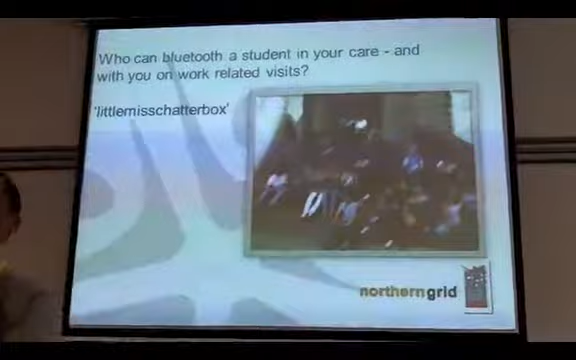 Who can bluetooth a student in your care - and
with you on work related visits?
'littlemisschatterbox'
northerngrid